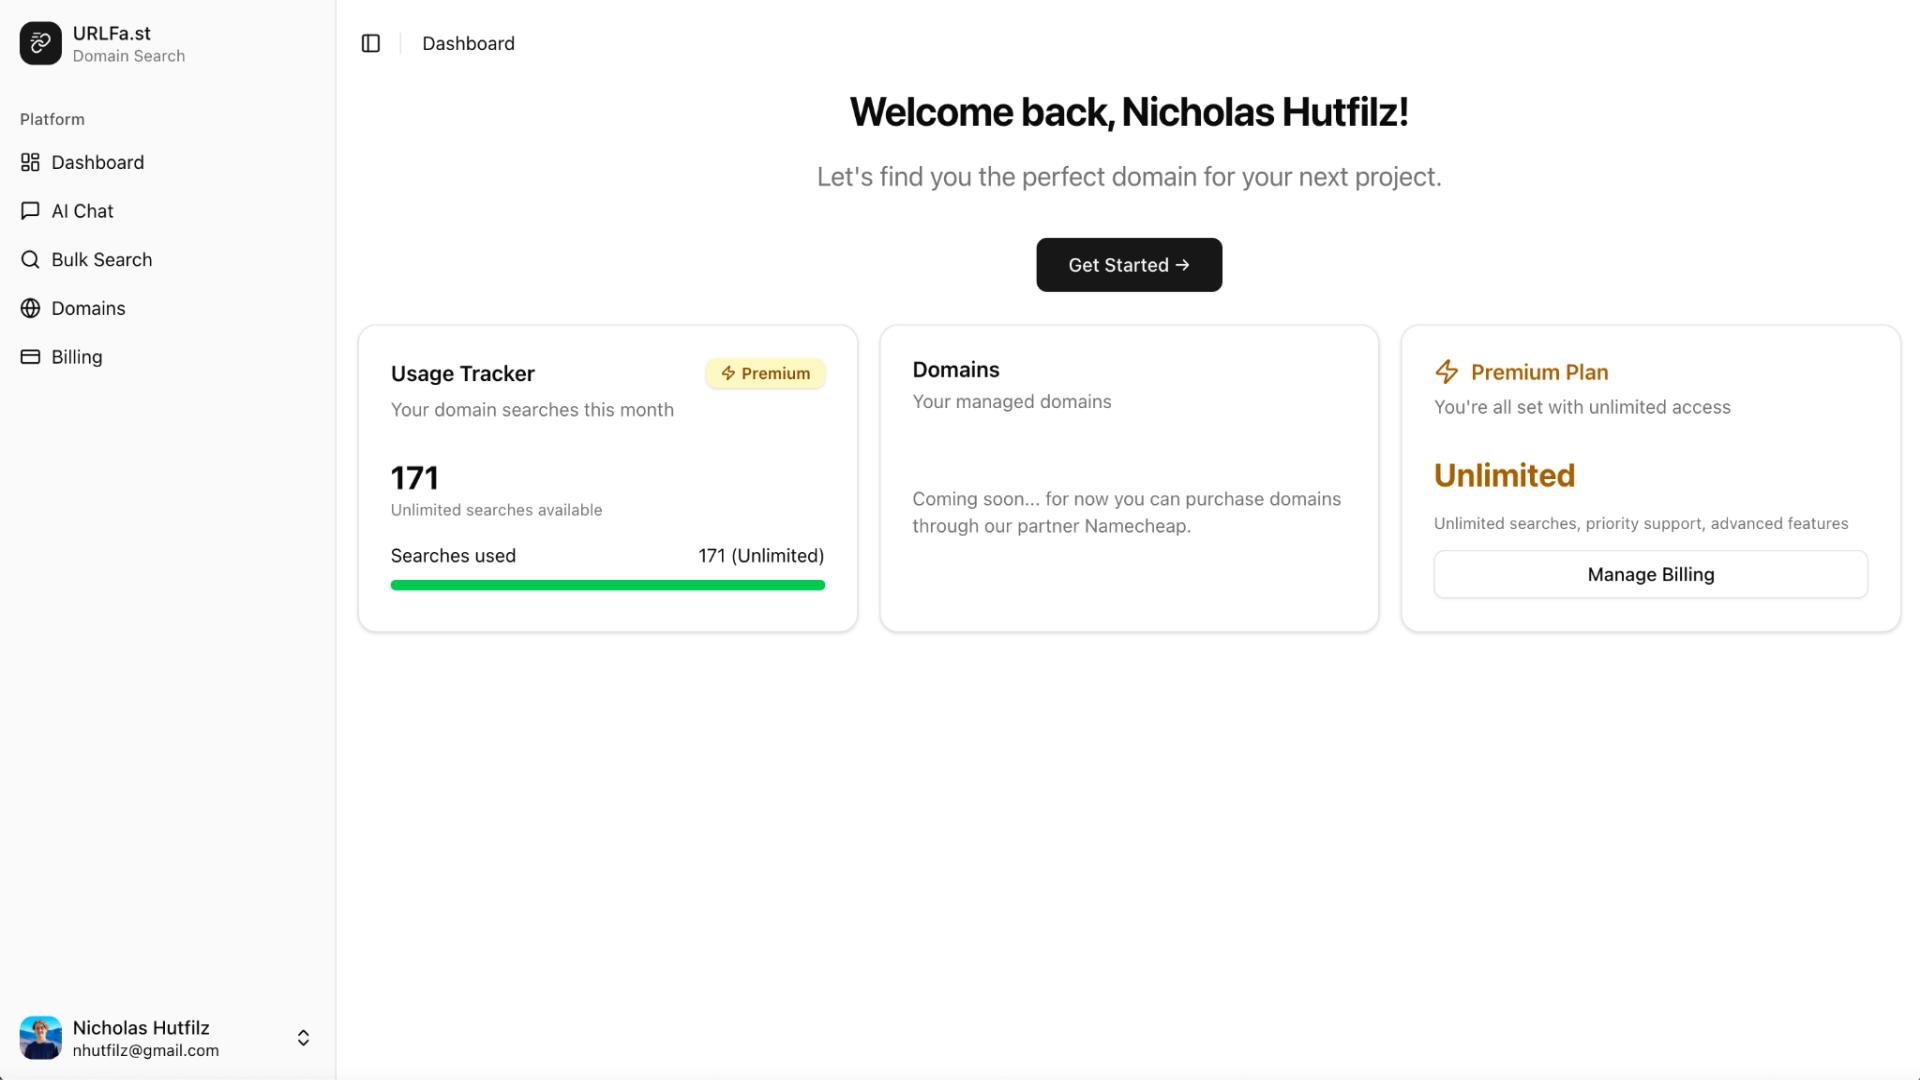 URLFa.st
Domain Search
Platform
Dashboard
AI Chat
Bulk Search
Domains
Billing
Nicholas Hutfilz
nhutfilz@gmail.com
Dashboard
Welcome back, Nicholas Hutfilz!
Let's find you the perfect domain for your next project.
Get Started →
Usage Tracker
Premium
Your domain searches this month
171
Unlimited searches available
Searches used
171 (Unlimited)
Domains
Your managed domains
Coming soon... for now you can purchase domains
through our partner Namecheap.
Premium Plan
You're all set with unlimited access
Unlimited
Unlimited searches, priority support, advanced features
Manage Billing